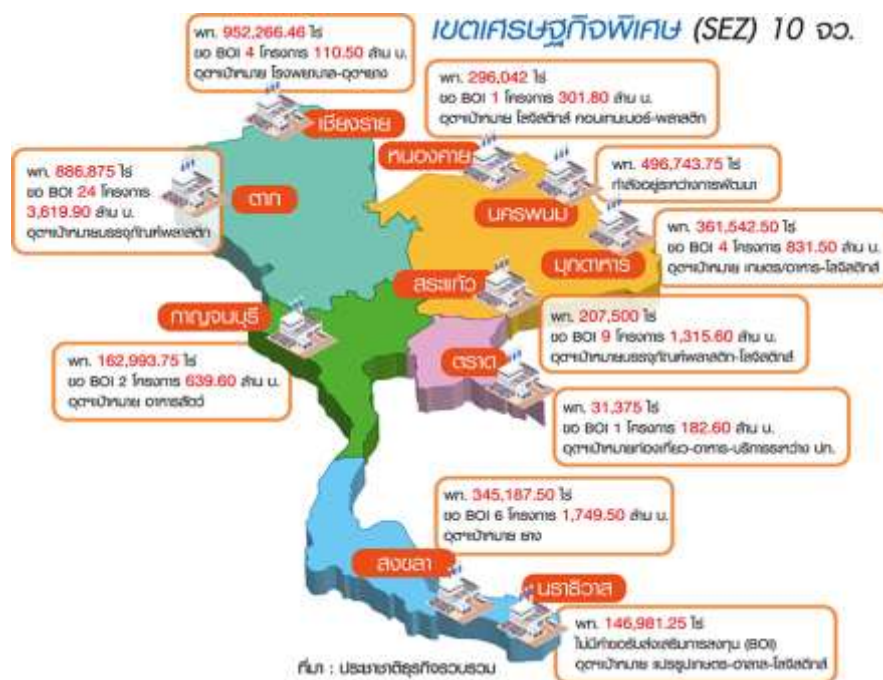 เขตเศรษฐกิจพิเศษ (SEZ) 10 จว.
พท. 952,266.46 ไร่
ขอ BOI 4 โครงการ 110.50 ล้าน บ.
อุตฯเป้าหมาย โรงพยาบาล-อุตฯยาง
เชียงราย
พท. 296,042 ไร่
ขอ BOI 1 โครงการ 301.80 ล้าน บ.
อุตฯเป้าหมาย โลจิสติกส์ คอนเทนเนอร์-พลาสติก
หนองคาย
พท. 886,875 ไร่
ขอ BOI 24 โครงการ
3,619.90 ล้าน บ.
อุตฯเป้าหมายบรรจุภัณฑ์พลาสติก
ตาก
พท. 496,743.75 ไร่
กำลังอยู่ระหว่างการพัฒนา
นครพนม
พท. 361,542.50 ไร่
ขอ BOI 4 โครงการ 831.50 ล้าน บ.
อุตฯเป้าหมาย เกษตร/อาหาร-โลจิสติกส์
มุกดาหาร
สระแก้ว
พท. 207,500 ไร่
ขอ BOI 9 โครงการ 1,315.60 ล้าน บ.
อุตฯเป้าหมายบรรจุภัณฑ์พลาสติก-โลจิสติกส์
กาญจนบุรี
พท. 162,993.75 ไร่
ขอ BOI 2 โครงการ 639.60 ล้าน บ.
อุตฯเป้าหมาย อาหารสัตว์
ตราด
พท. 31,375 ไร่
ขอ BOI 1 โครงการ 182.60 ล้าน บ.
อุตฯเป้าหมายท่องเที่ยว-อาหาร-บริการระหว่าง ปท.
พท. 345,187.50 ไร่
ขอ BOI 6 โครงการ 1,749.50 ล้าน บ.
อุตฯเป้าหมาย ยาง
สงขลา
นราธิวาส
พท. 146,981.25 ไร่
ไม่มีคำขอรับส่งเสริมการลงทุน (BOI)
อุตฯเป้าหมาย แปรรูปเกษตร-ฮาลาล-โลจิสติกส์
ที่มา : ประชาชาติธุรกิจรวบรวม